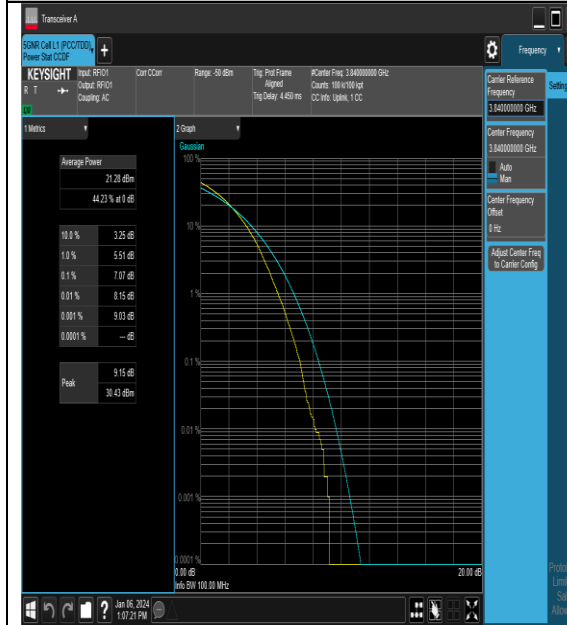 Transceiver A
5GNR Cell L1 (PCC/TDD),
Power Stat CCDF
Frequency
KEYSIGHT
R T
Input: RFIO1
Output: RFIO1
Coupling: AC
Corr CCorr
Range: -50 dBm
Trig: Prot Frame
Aligned
Trig Delay: 4.450 ms
#Center Freq: 3.840000000 GHz
Counts: 100 k/100 kpt
CC Info: Uplink, 1 CC
Carrier Reference
Frequency
3.840000000 GHz
Setting
Center Frequency
3.840000000 GHz
Auto
Man
Center Frequency
Offset
0 Hz
Adjust Center Freq
to Carrier Config
1 Metrics
Average Power
21.28 dBm
44.23 % at 0 dB
10.0 % 3.25 dB
1.0 % 5.51 dB
0.1 % 7.07 dB
0.01 % 8.15 dB
0.001 % 9.03 dB
0.0001 % --- dB
Peak
9.15 dB
30.43 dBm
2 Graph
Gaussian
100 %
10 %
1 %
0.1 %
0.01 %
0.001 %
0.0001 %
0.00 dB
20.00 dB
Info BW 100.00 MHz
Jan 06, 2024
1:07:21 PM
?